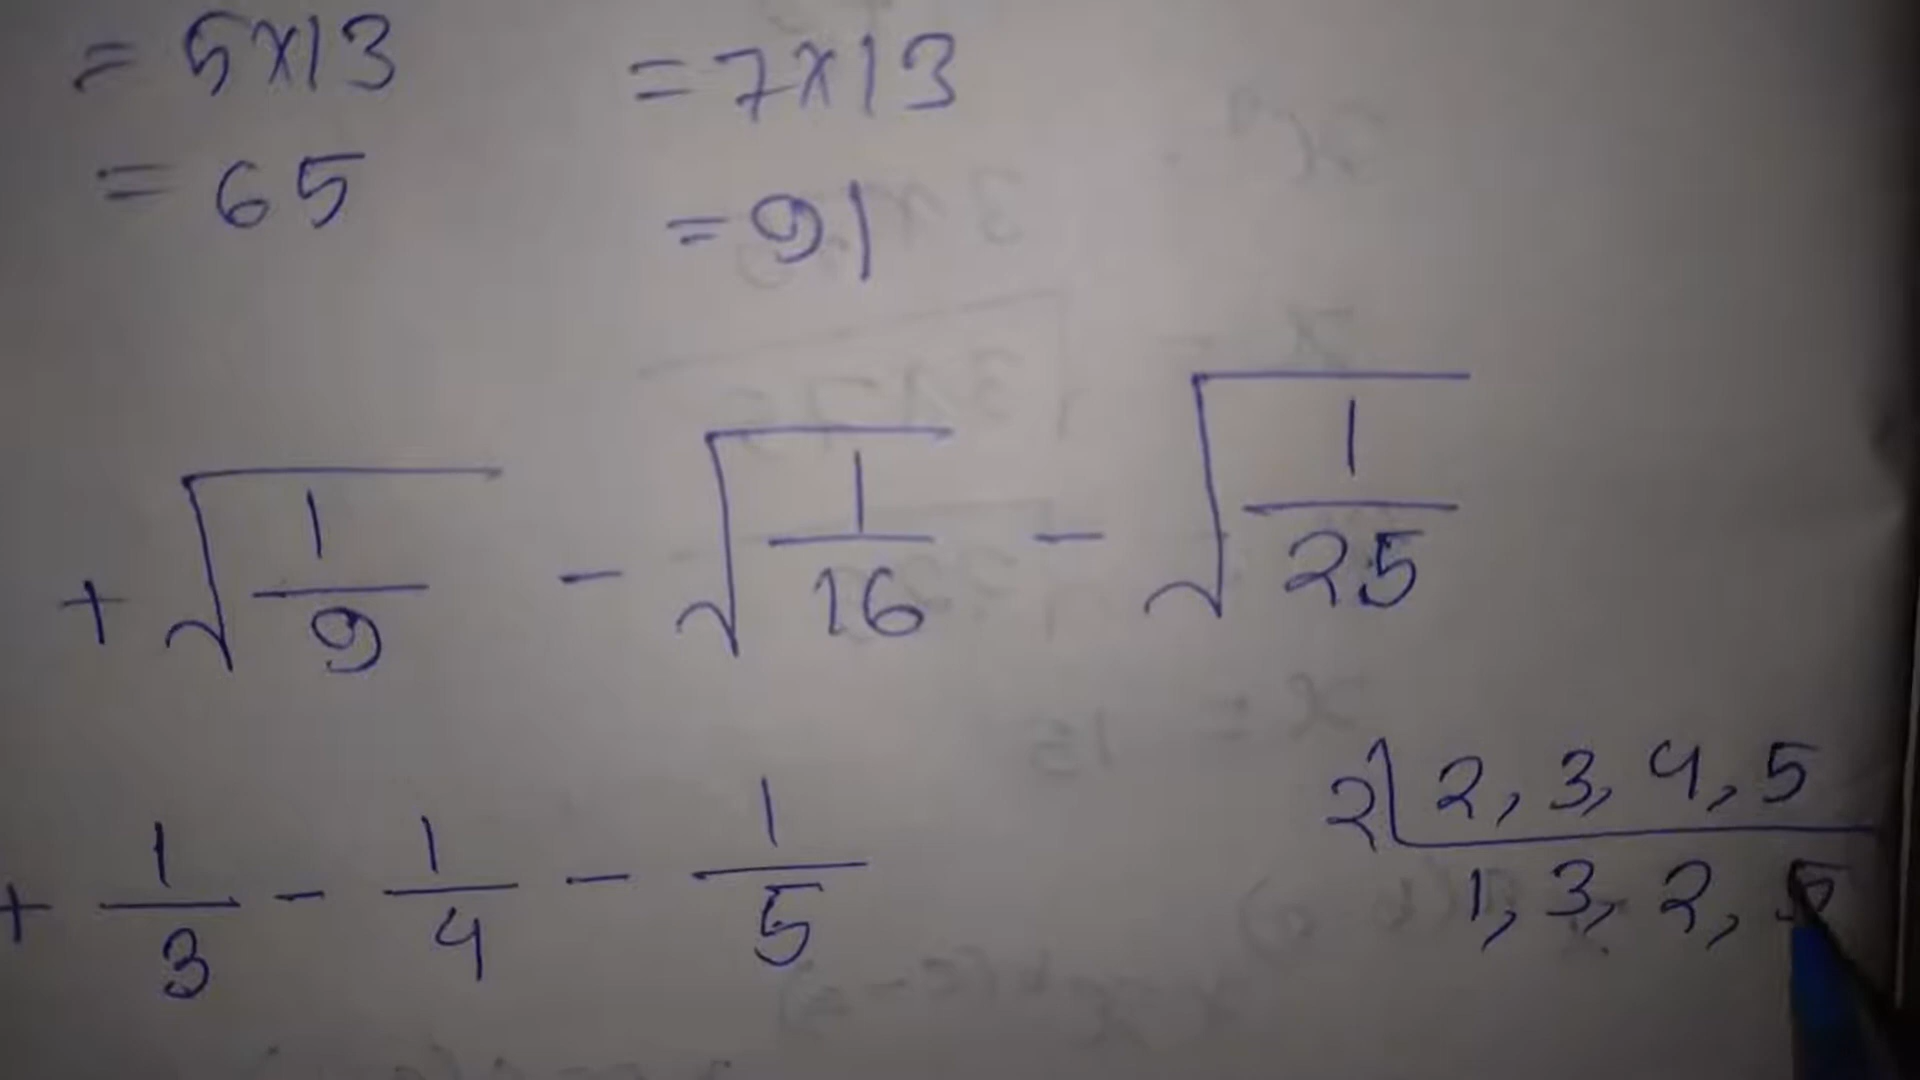 = 5x13 = 7x13
= 65 = 91
+ √(1/9) - √(1/16) - √(1/25)
2 | 2, 3, 4, 5
+ 1/3 - 1/4 - 1/5
1, 3, 2, 5